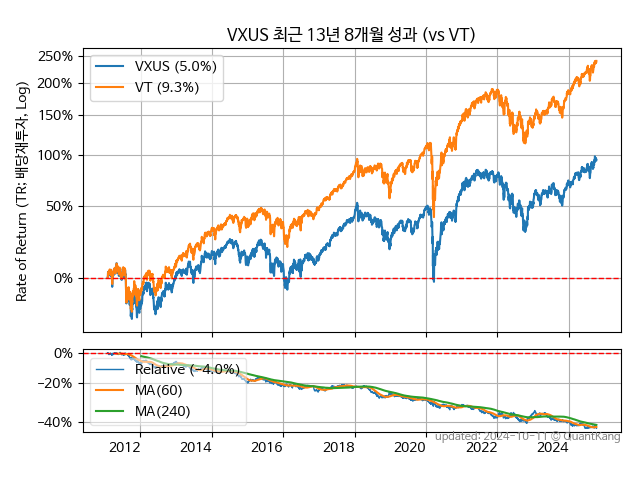 VXUS 최근 13년 8개월 성과 (vs VT)
Rate of Return (TR: 배당재투자, Log)
250%
200%
150%
100%
50%
0%
VXUS (5.0%)
VT (9.3%)
0%
−20%
−40%
Relative (−4.0%)
MA(60)
MA(240)
2012 2014 2016 2018 2020 2022 2024
updated: 2024-10-11 © QuantKang